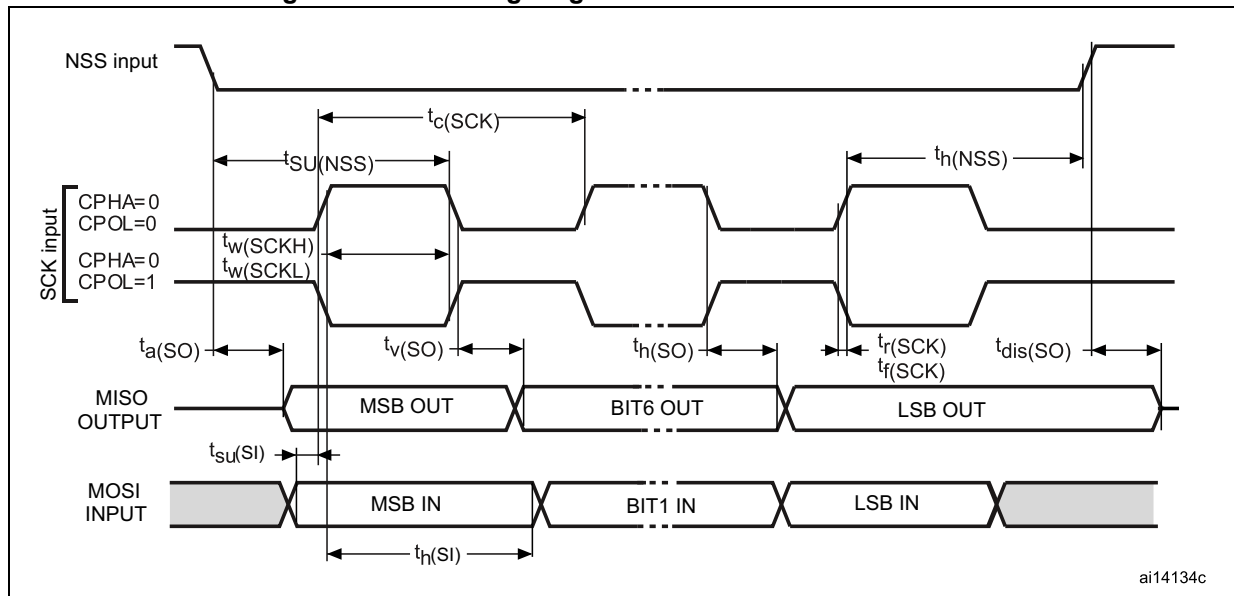 NSS input
tc(SCK)
tSU(NSS)
th(NSS)
SCK input
CPHA=0
CPOL=0
tw(SCKH)
CPHA=0
tw(SCKL)
CPOL=1
ta(SO)
tv(SO)
th(SO)
tr(SCK)
tf(SCK)
tdis(SO)
MISO
OUTPUT
MSB OUT
BIT6 OUT
LSB OUT
tsu(SI)
MOSI
INPUT
MSB IN
BIT1 IN
LSB IN
th(SI)
ai14134c